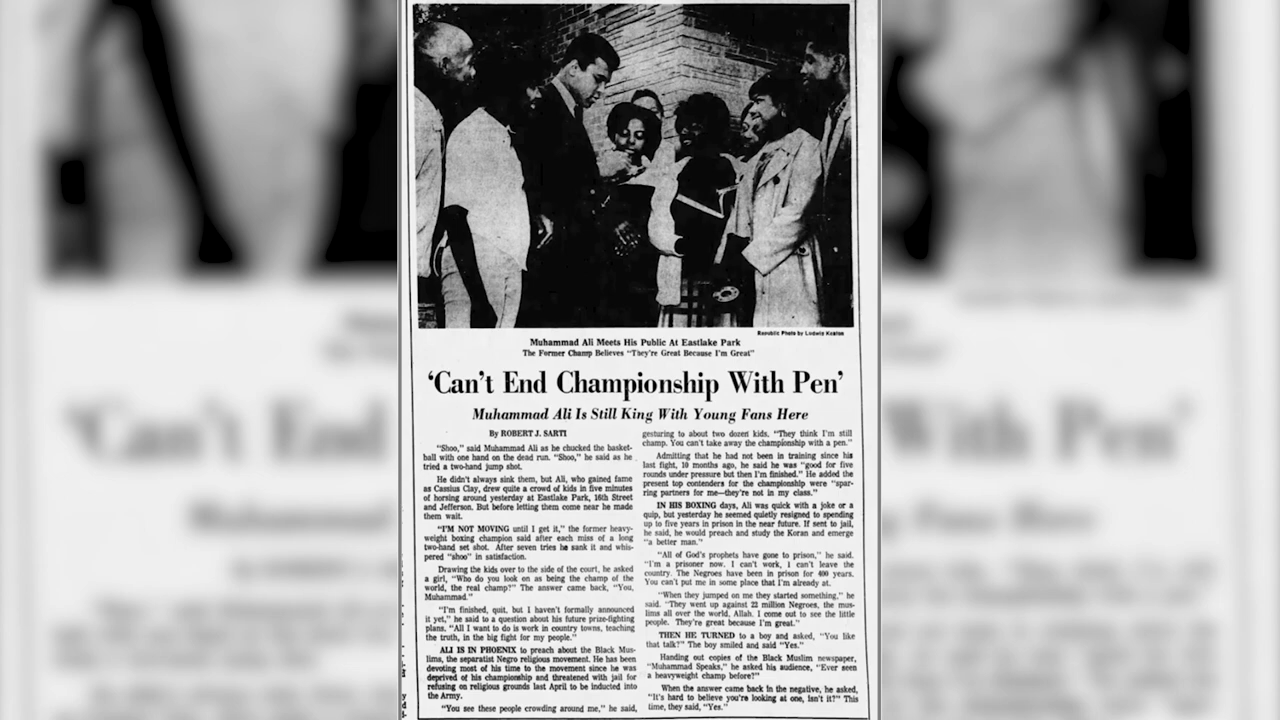 Republic Photo by Ludwig Keaton
Muhammad Ali Meets His Public At Eastlake Park
The Former Champ Believes "They're Great Because I'm Great"
'Can't End Championship With Pen'
Muhammad Ali Is Still King With Young Fans Here
By ROBERT J. SARTI
"Shoo," said Muhammad Ali as he chucked the basket-
ball with one hand on the dead run. "Shoo," he said as he
tried a two-hand jump shot.
He didn't always sink them, but Ali, who gained fame
as Cassius Clay, drew quite a crowd of kids in five minutes
of horsing around yesterday at Eastlake Park, 16th Street
and Jefferson. But before letting them come near he made
them wait.
"I'M NOT MOVING until I get it," the former heavy-
weight boxing champion said after each miss of a long
two-hand set shot. After seven tries he sank it and whis-
pered "shoo" in satisfaction.
Drawing the kids over to the side of the court, he asked
a girl, "Who do you look on as being the champ of the
world, the real champ?" The answer came back, "You,
Muhammad."
"I'm finished, quit, but I haven't formally announced
it yet," he said to a question about his future prize-fighting
plans. "All I want to do is work in country towns, teaching
the truth, in the big fight for my people."
ALI IS IN PHOENIX to preach about the Black Mus-
lims, the separatist Negro religious movement. He has been
devoting most of his time to the movement since he was
deprived of his championship and threatened with jail for
refusing on religious grounds last April to be inducted into
the Army.
"You see these people crowding around me," he said,
gesturing to about two dozen kids, "They think I'm still
champ. You can't take away the championship with a pen."
Admitting that he had not been in training since his
last fight, 10 months ago, he said he was "good for five
rounds under pressure but then I'm finished." He added the
present top contenders for the championship were "spar-
ring partners for me—they're not in my class."
IN HIS BOXING days, Ali was quick with a joke or a
quip, but yesterday he seemed quietly resigned to spending
up to five years in prison in the near future. If sent to jail,
he said, he would preach and study the Koran and emerge
"a better man."
"All of God's prophets have gone to prison," he said.
"I'm a prisoner now. I can't work, I can't leave the
country. The Negroes have been in prison for 400 years.
You can't put me in some place that I'm already at.
"When they jumped on me they started something," he
said. "They went up against 22 million Negroes, the mus-
lims all over the world, Allah. I come out to see the little
people. They're great because I'm great."
THEN HE TURNED to a boy and asked, "You like
that talk?" The boy smiled and said "Yes."
Handing out copies of the Black Muslim newspaper,
"Muhammad Speaks," he asked his audience, "Ever seen
a heavyweight champ before?"
When the answer came back in the negative, he asked,
"It's hard to believe you're looking at one, isn't it?" This
time, they said, "Yes."